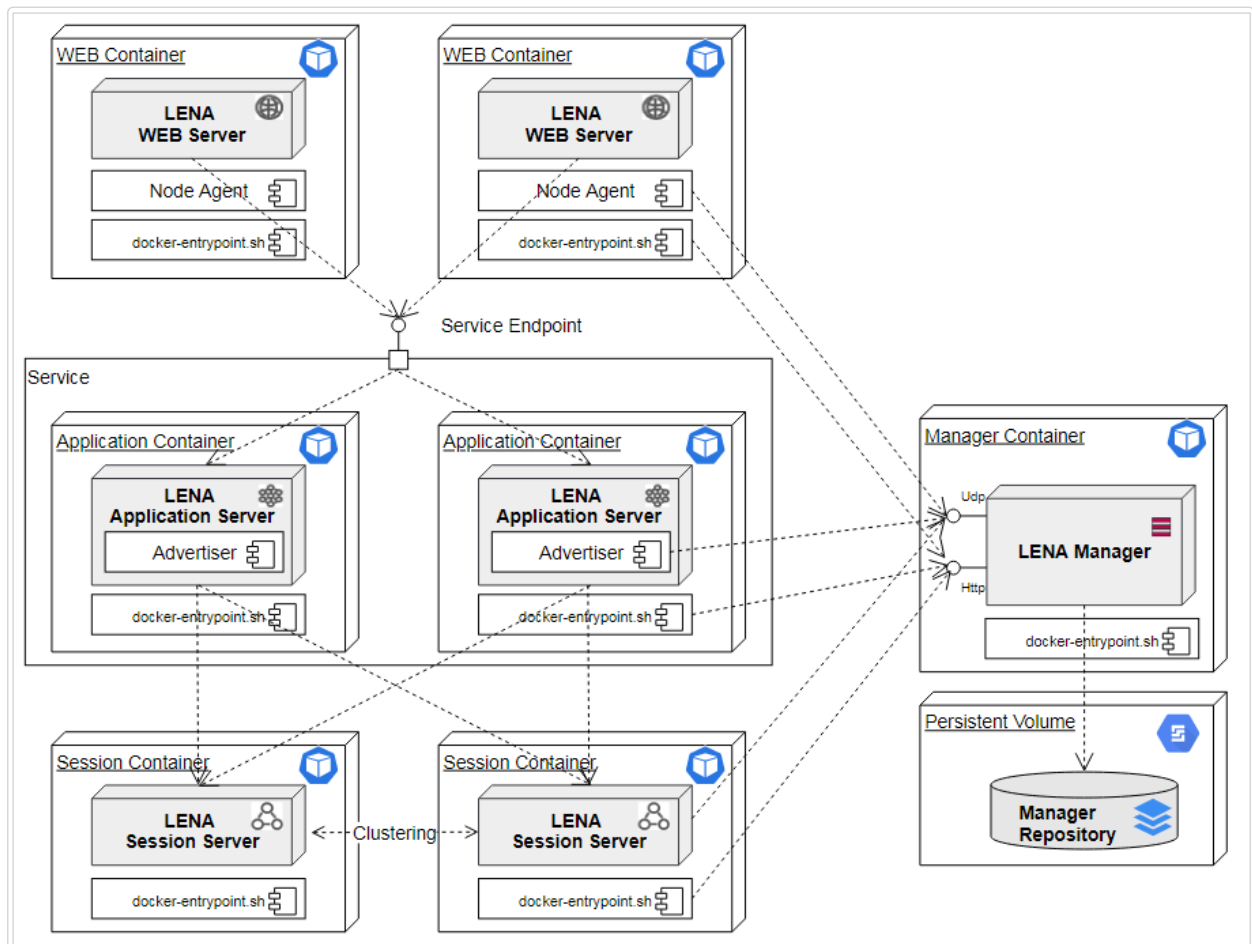 WEB Container
LENA
WEB Server
Node Agent
docker-entrypoint.sh
WEB Container
LENA
WEB Server
Node Agent
docker-entrypoint.sh
Service Endpoint
Service
Application Container
LENA
Application Server
Advertiser
docker-entrypoint.sh
Application Container
LENA
Application Server
Advertiser
docker-entrypoint.sh
Manager Container
Udp
LENA Manager
Http
docker-entrypoint.sh
Persistent Volume
Manager
Repository
Session Container
LENA
Session Server
docker-entrypoint.sh
Clustering
Session Container
LENA
Session Server
docker-entrypoint.sh